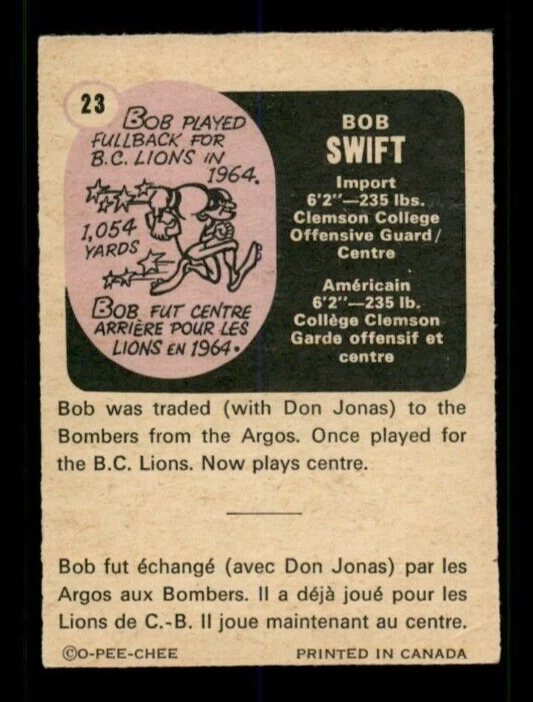 23
BOB PLAYED
FULLBACK FOR
B.C. LIONS IN
1964.
1,054
YARDS
BOB FUT CENTRE
ARRIÈRE POUR LES
LIONS EN 1964.
BOB
SWIFT
Import
6'2"—235 lbs.
Clemson College
Offensive Guard/
Centre
Américain
6'2"—235 lb.
Collège Clemson
Garde offensif et
centre
Bob was traded (with Don Jonas) to the
Bombers from the Argos. Once played for
the B.C. Lions. Now plays centre.
Bob fut échangé (avec Don Jonas) par les
Argos aux Bombers. Il a déjà joué pour les
Lions de C.-B. Il joue maintenant au centre.
©O-PEE-CHEE PRINTED IN CANADA